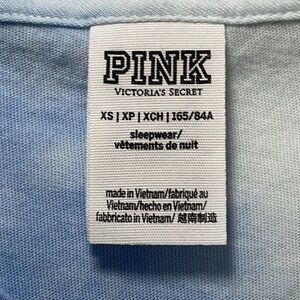 PINK
VICTORIA'S SECRET
XS | XP | XCH | 165/84A
sleepwear/
vêtements de nuit
made in Vietnam/fabriqué au
Vietnam/hecho en Vietnam/
fabbricato in Vietnam/ 越南制造